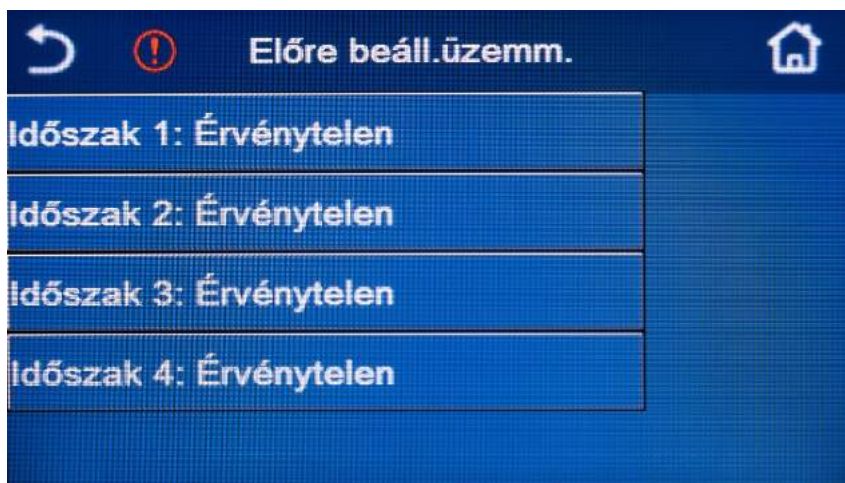 Előre beáll.üzemm.
Időszak 1: Érvénytelen
Időszak 2: Érvénytelen
Időszak 3: Érvénytelen
Időszak 4: Érvénytelen